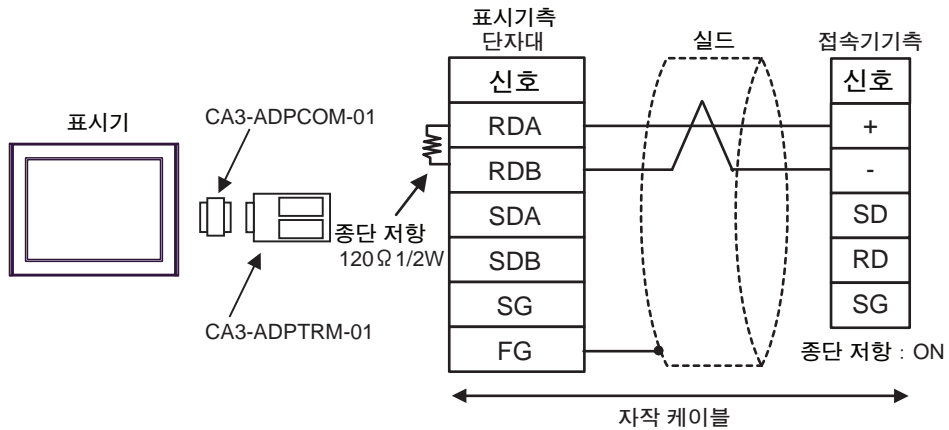 표시기
CA3-ADPCOM-01
CA3-ADPTRM-01
종단 저항
120Ω 1/2W
표시기측
단자대
신호
RDA
RDB
SDA
SDB
SG
FG
실드
접속기기측
신호
+
-
SD
RD
SG
종단 저항 : ON
자작 케이블